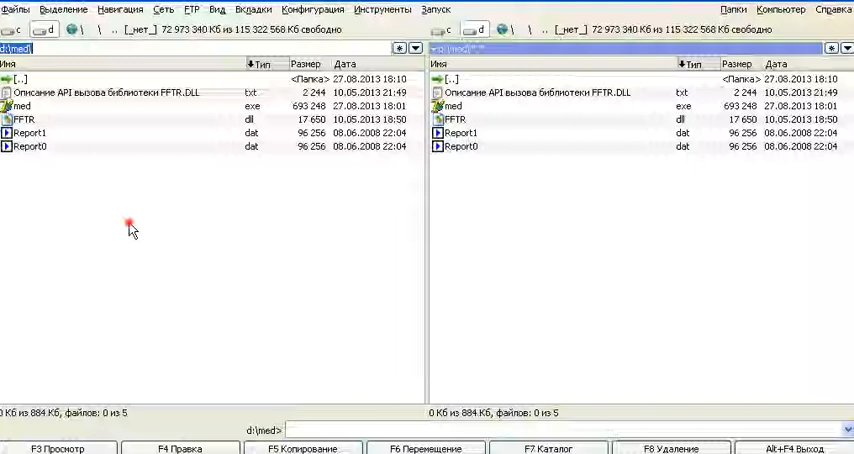 Файлы Выделение Навигация Сеть FTP Вид Вкладки Конфигурация Инструменты Запуск Папки Компьютер Справка
c d \ \ .. [_нет_] 72 973 340 Кб из 115 322 568 Кб свободно c d \ \ .. [_нет_] 72 973 340 Кб из 115 322 568 Кб свободно
d:\med\ * ▼ d:\med\*.* * ▼
Имя Тип Размер Дата Имя Тип Размер Дата
[..] <Папка> 27.08.2013 18:10 [..] <Папка> 27.08.2013 18:10
Описание API вызова библиотеки FFTR.DLL txt 2 244 10.05.2013 21:49 Описание API вызова библиотеки FFTR.DLL txt 2 244 10.05.2013 21:49
med exe 693 248 27.08.2013 18:01 med exe 693 248 27.08.2013 18:01
FFTR dll 17 650 10.05.2013 18:50 FFTR dll 17 650 10.05.2013 18:50
Report1 dat 96 256 08.06.2008 22:04 Report1 dat 96 256 08.06.2008 22:04
Report0 dat 96 256 08.06.2008 22:04 Report0 dat 96 256 08.06.2008 22:04
0 Кб из 884 Кб, файлов: 0 из 5 0 Кб из 884 Кб, файлов: 0 из 5
d:\med>
F3 Просмотр F4 Правка F5 Копирование F6 Перемещение F7 Каталог F8 Удаление Alt+F4 Выход